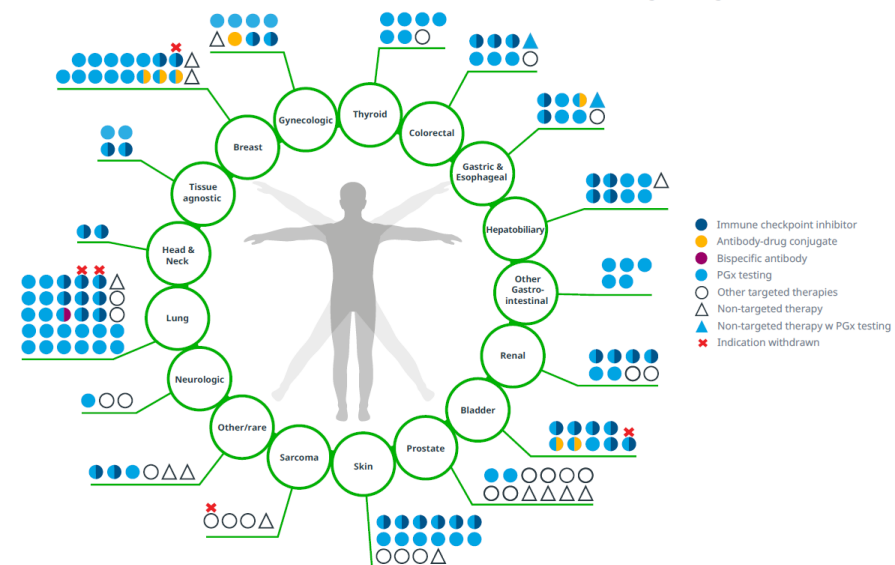 Gynecologic
Thyroid
Breast
Colorectal
Tissue
agnostic
Gastric &
Esophageal
Head &
Neck
Hepatobiliary
Lung
Other
Gastro-
intestinal
Neurologic
Renal
Other/rare
Bladder
Sarcoma
Skin
Prostate
Immune checkpoint inhibitor
Antibody-drug conjugate
Bispecific antibody
PGx testing
Other targeted therapies
Non-targeted therapy
Non-targeted therapy w PGx testing
Indication withdrawn